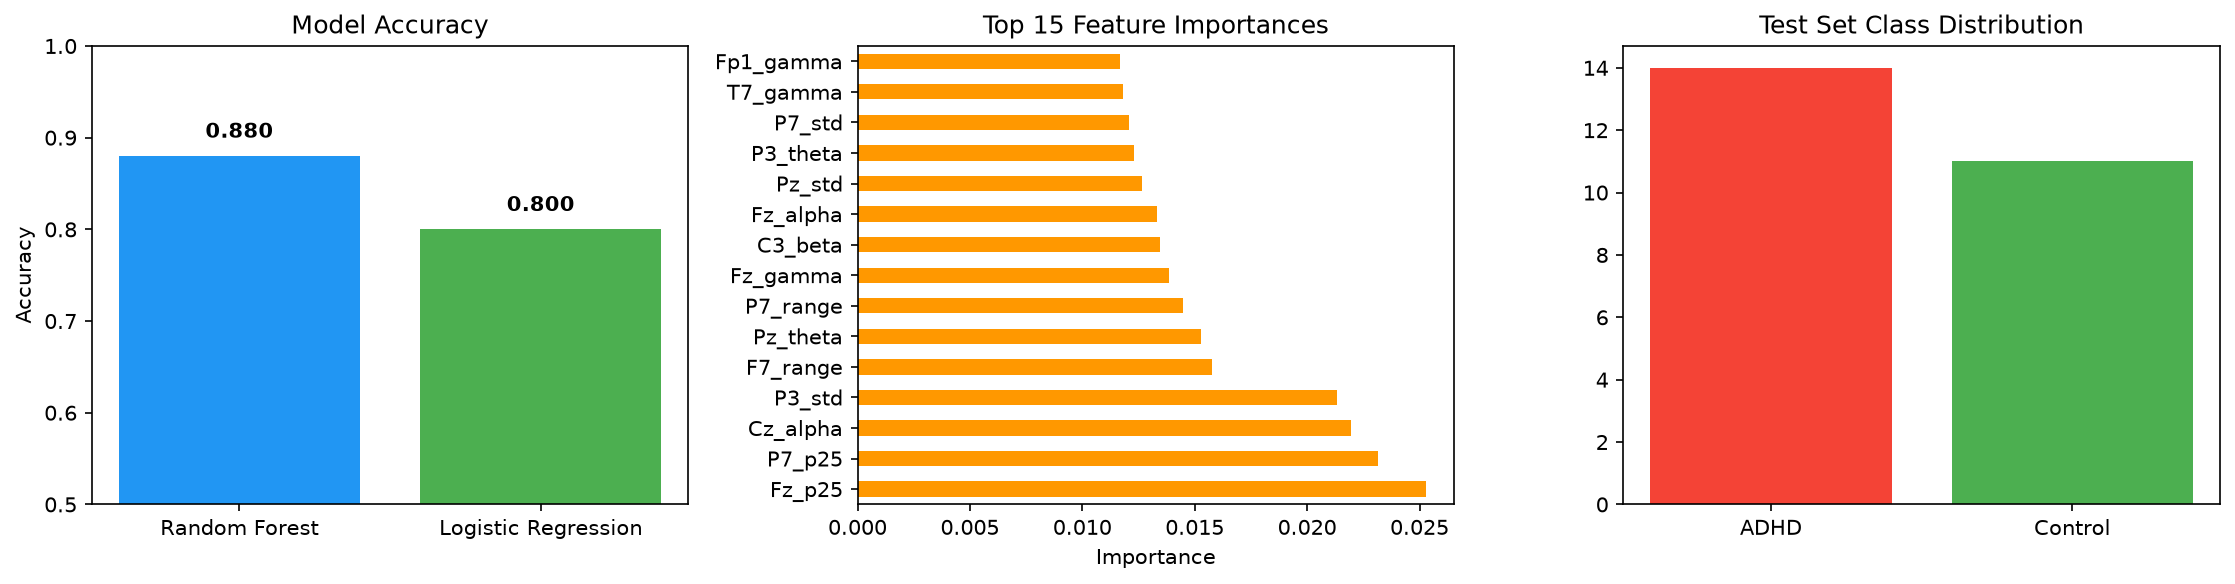 Model Accuracy
Accuracy
1.0
0.9
0.8
0.7
0.6
0.5
0.880
0.800
Random Forest
Logistic Regression
Top 15 Feature Importances
Fp1_gamma
T7_gamma
P7_std
P3_theta
Pz_std
Fz_alpha
C3_beta
Fz_gamma
P7_range
Pz_theta
F7_range
P3_std
Cz_alpha
P7_p25
Fz_p25
0.000 0.005 0.010 0.015 0.020 0.025
Importance
Test Set Class Distribution
14
12
10
8
6
4
2
0
ADHD
Control